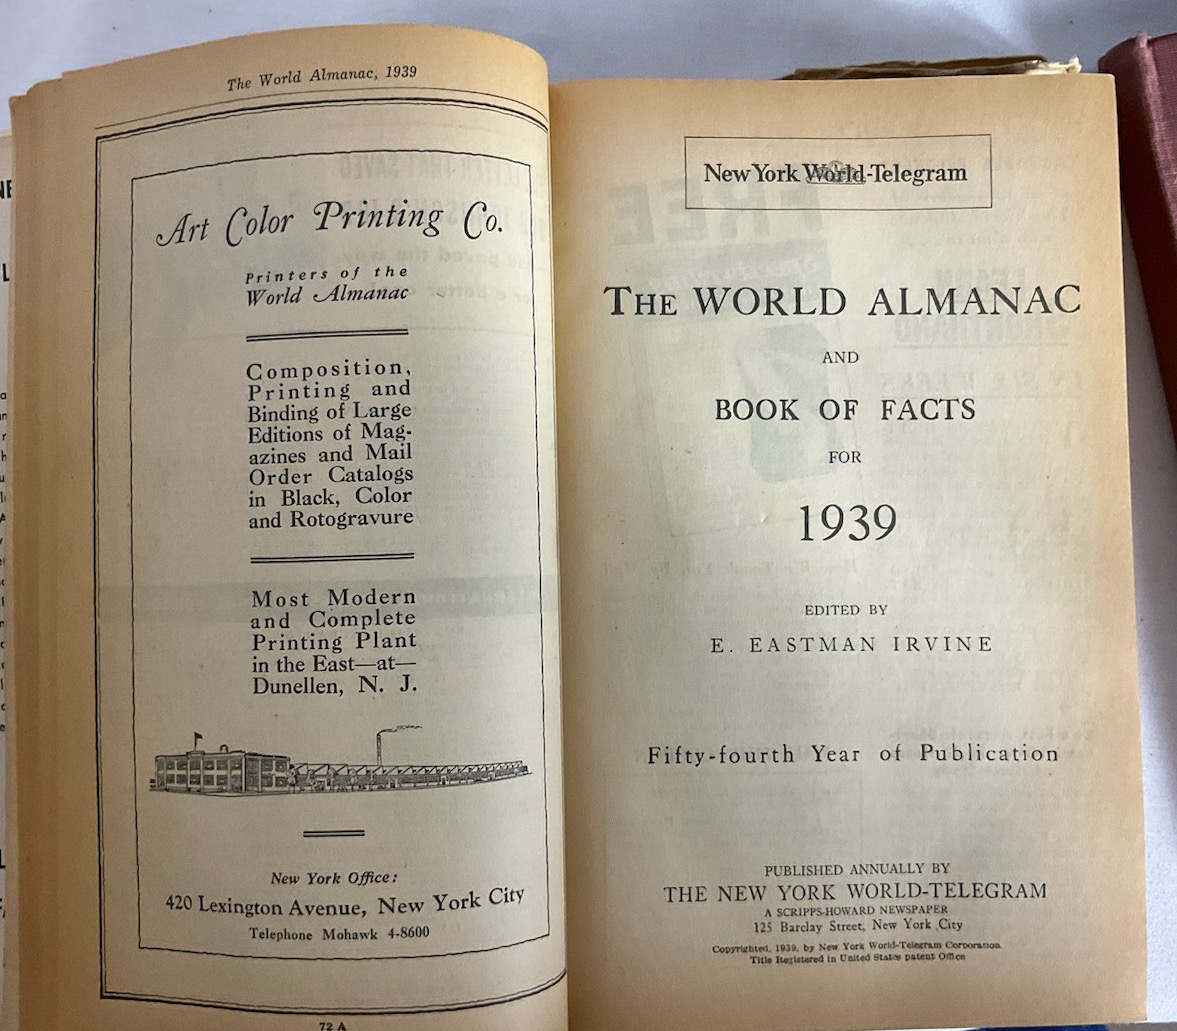 The World Almanac, 1939
Art Color Printing Co.
Printers of the
World Almanac
Composition,
Printing and
Binding of Large
Editions of Mag-
azines and Mail
Order Catalogs
in Black, Color
and Rotogravure
Most Modern
and Complete
Printing Plant
in the East—at—
Dunellen, N. J.
New York Office:
420 Lexington Avenue, New York City
Telephone Mohawk 4-8600
72 A
New York World-Telegram
THE WORLD ALMANAC
AND
BOOK OF FACTS
FOR
1939
EDITED BY
E. EASTMAN IRVINE
Fifty-fourth Year of Publication
PUBLISHED ANNUALLY BY
THE NEW YORK WORLD-TELEGRAM
A SCRIPPS-HOWARD NEWSPAPER
125 Barclay Street, New York City
Copyrighted, 1939, by New York World-Telegram Corporation.
Title Registered in United States patent Office